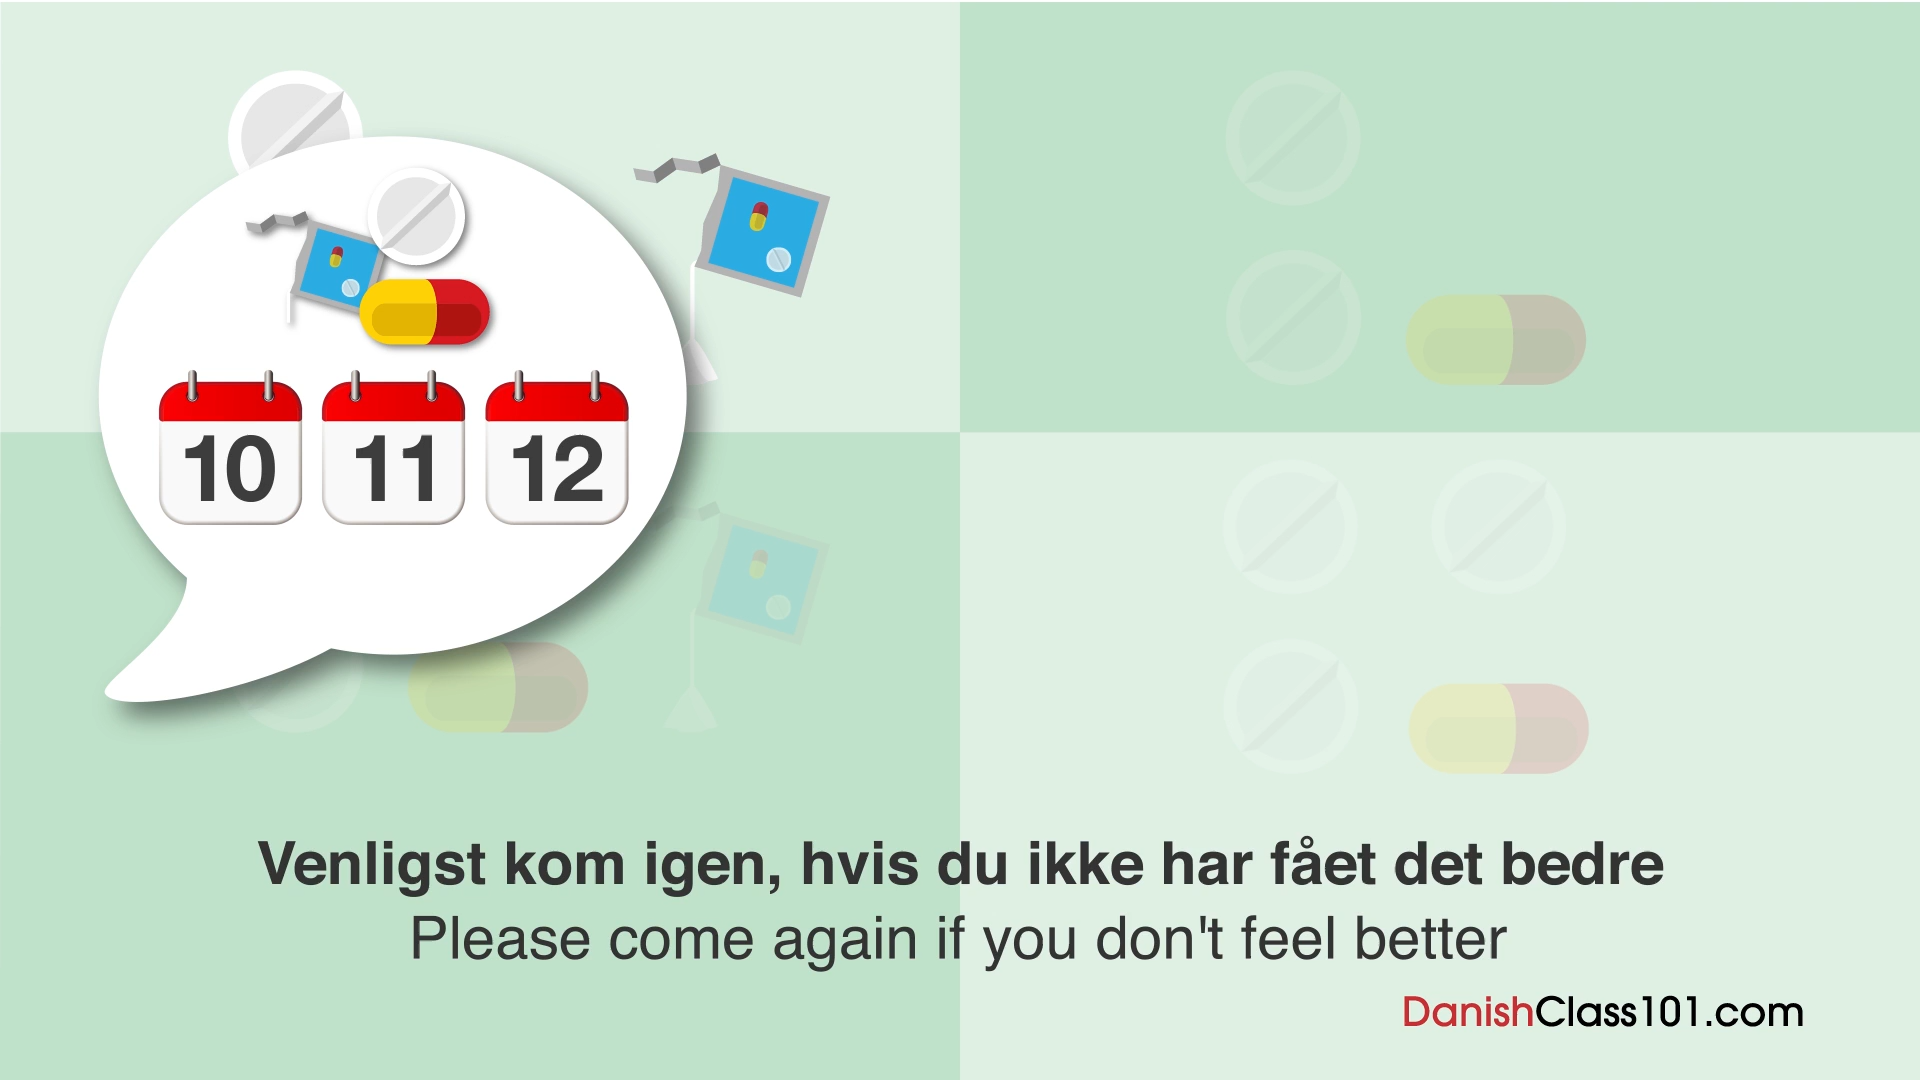 10 11 12
Venligst kom igen, hvis du ikke har fået det bedre
Please come again if you don't feel better
DanishClass101.com